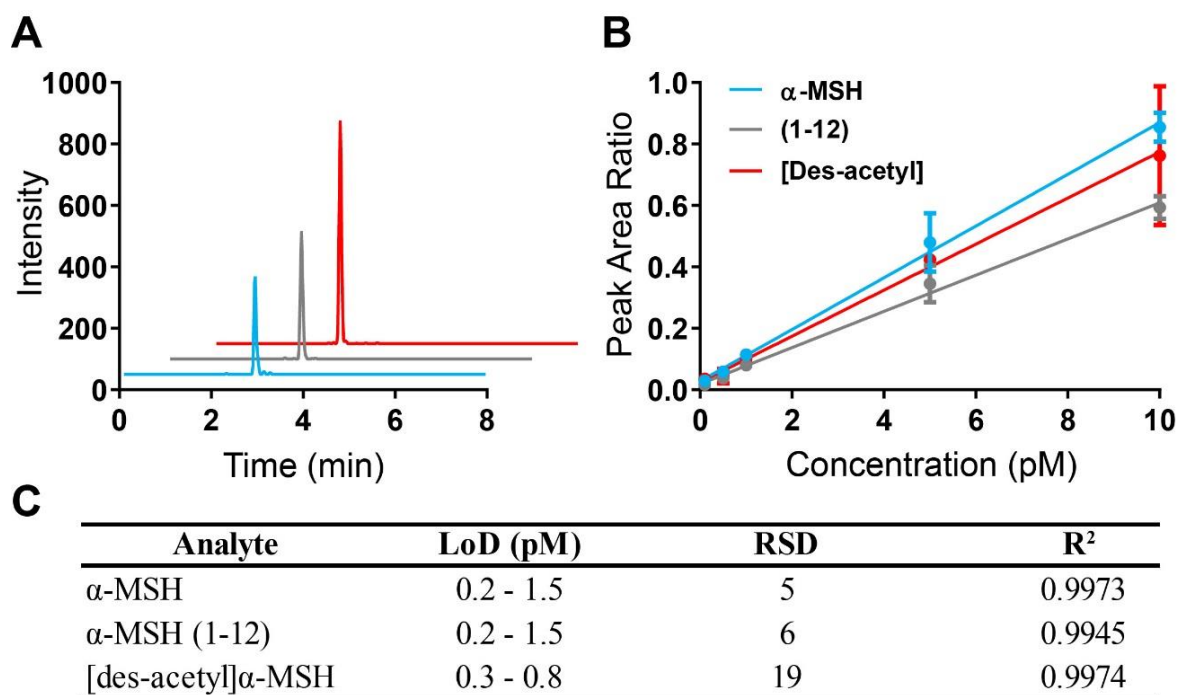 A
1000
800
600
400
200
0
Intensity
0 2 4 6 8
Time (min)
B
1.0
0.8
0.6
0.4
0.2
0.0
Peak Area Ratio
α-MSH
(1-12)
[Des-acetyl]
0 2 4 6 8 10
Concentration (pM)
C
Analyte LoD (pM) RSD R²
α-MSH 0.2 - 1.5 5 0.9973
α-MSH (1-12) 0.2 - 1.5 6 0.9945
[des-acetyl]α-MSH 0.3 - 0.8 19 0.9974